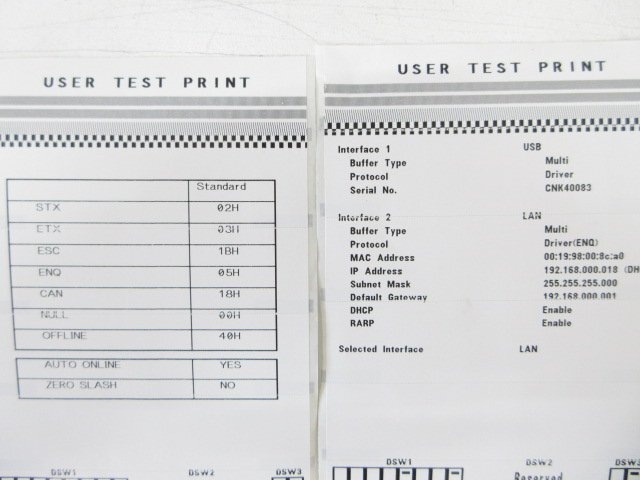 USER TEST PRINT
Standard
STX 02H
ETX 03H
ESC 1BH
ENQ 05H
CAN 18H
NULL 00H
OFFLINE 40H
AUTO ONLINE YES
ZERO SLASH NO
DSW1 DSW2 DSW3
USER TEST PRINT
Interface 1 USB
Buffer Type Multi
Protocol Driver
Serial No. CNK40083
Interface 2 LAN
Buffer Type Multi
Protocol Driver(ENQ)
MAC Address 00:19:98:00:8c:a0
IP Address 192.168.000.018 (DH
Subnet Mask 255.255.255.000
Default Gateway 192.168.000.001
DHCP Enable
RARP Enable
Selected Interface LAN
DSW1 DSW2 DSW3
Reserved